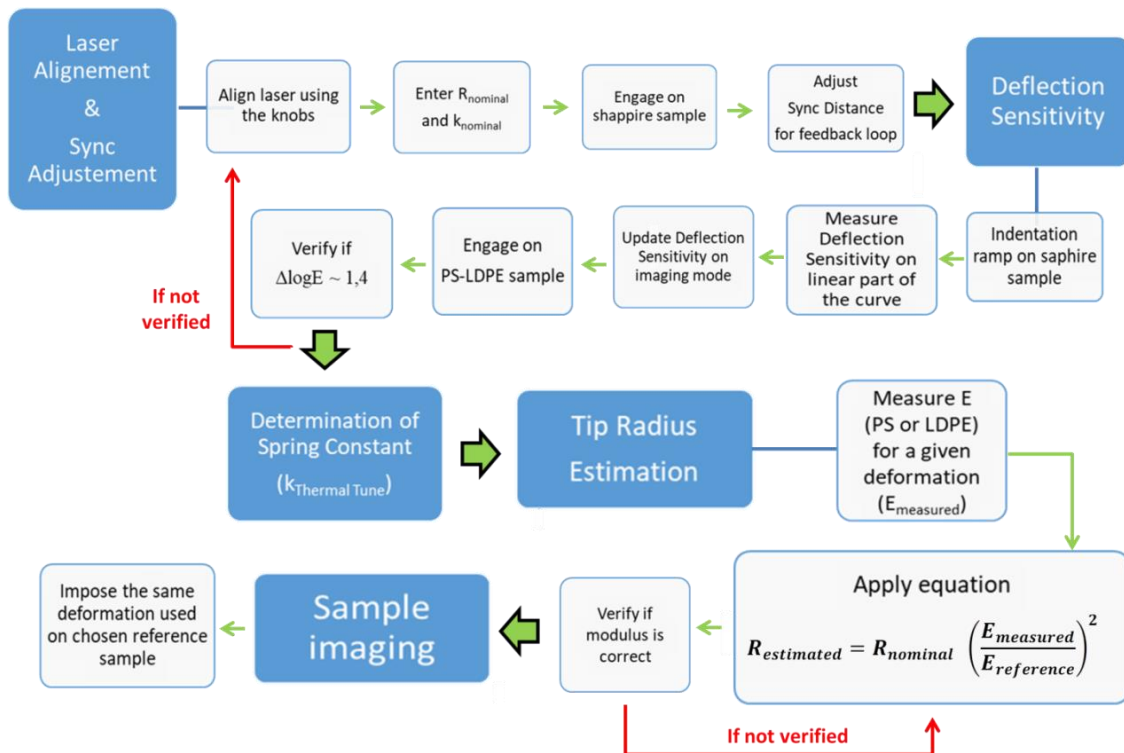 Laser
Alignement
&
Sync
Adjustement
Align laser using
the knobs
Enter Rnominal
and knominal
Engage on
shappire sample
Adjust
Sync Distance
for feedback loop
Deflection
Sensitivity
Indentation
ramp on saphire
sample
Measure
Deflection
Sensitivity on
linear part of
the curve
Update Deflection
Sensitivity on
imaging mode
Engage on
PS-LDPE sample
Verify if
ΔlogE ~ 1,4
If not
verified
Determination of
Spring Constant
(kThermal Tune)
Tip Radius
Estimation
Measure E
(PS or LDPE)
for a given
deformation
(Emeasured)
Apply equation
Restimated = Rnominal (Emeasured/Ereference)²
Verify if
modulus is
correct
If not verified
Sample
imaging
Impose the same
deformation used
on chosen reference
sample